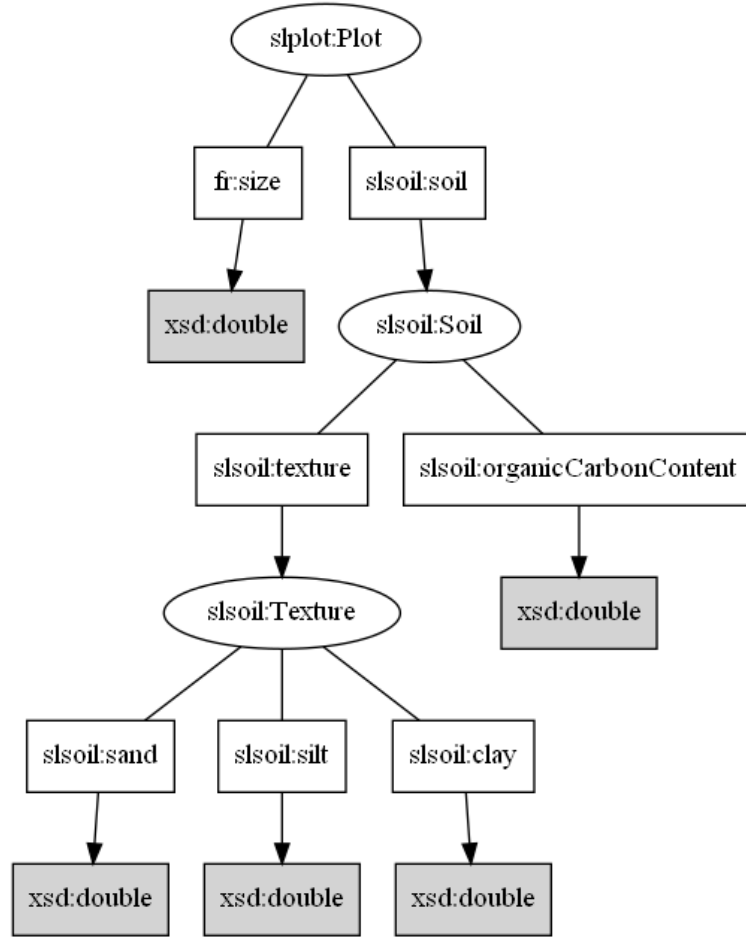 slplot:Plot
fr:size
slsoil:soil
xsd:double
slsoil:Soil
slsoil:texture
slsoil:organicCarbonContent
slsoil:Texture
xsd:double
slsoil:sand
slsoil:silt
slsoil:clay
xsd:double
xsd:double
xsd:double